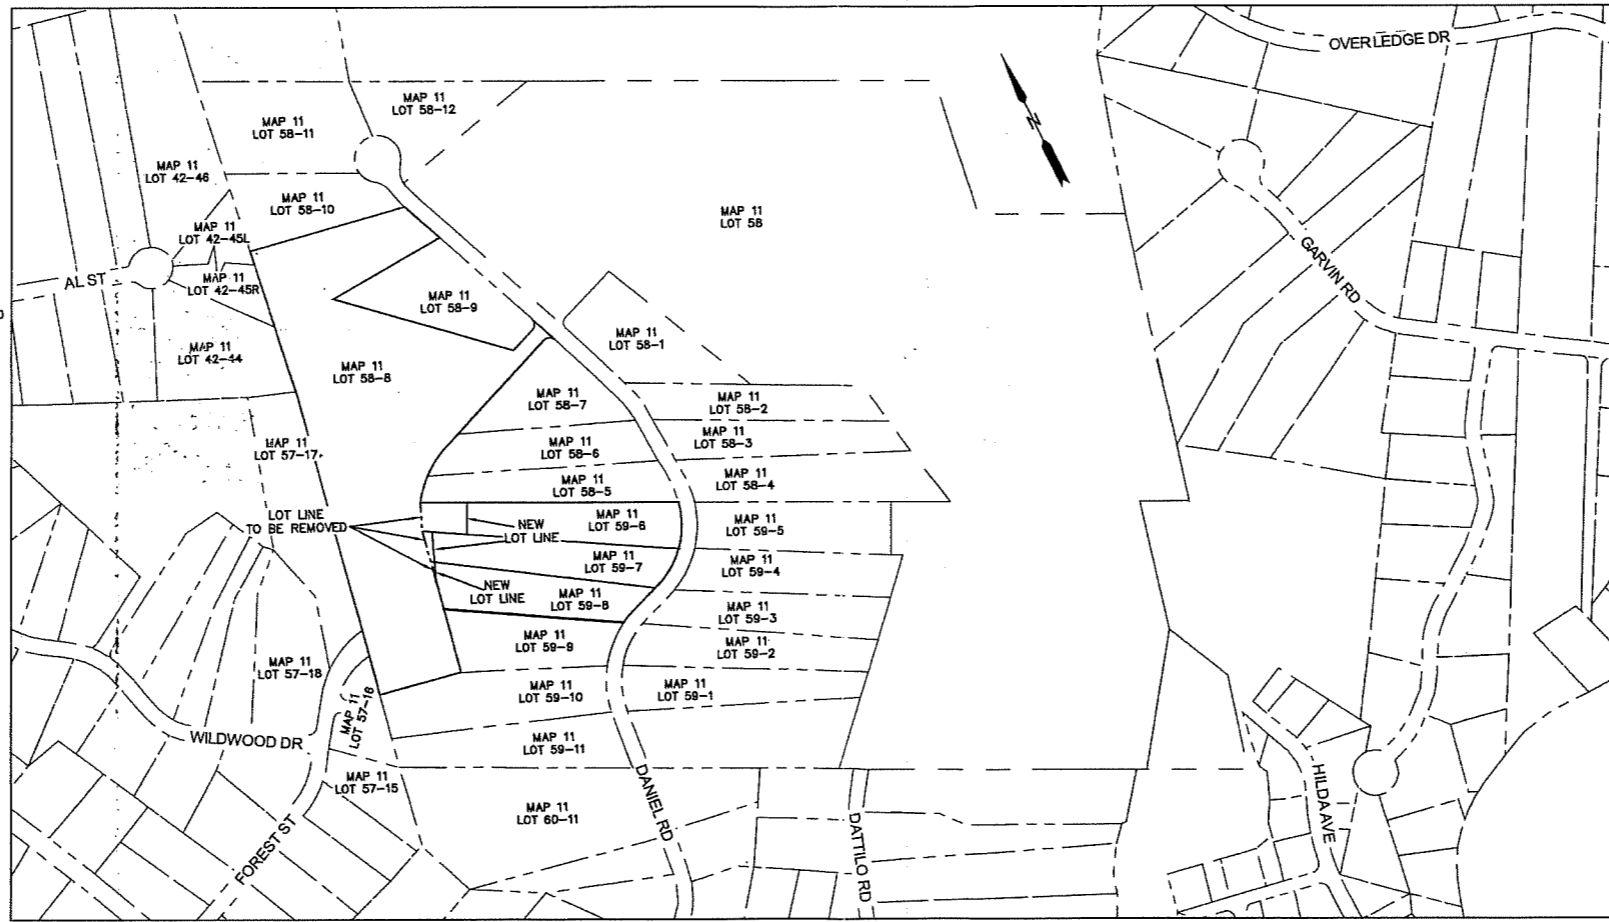 OVERLEDGE DR
MAP 11
LOT 58-12
MAP 11
LOT 58-11
MAP 11
LOT 42-46
MAP 11
LOT 58-10
MAP 11
LOT 58
N
MAP 11
LOT 42-45L
AL ST
MAP 11
LOT 42-45R
MAP 11
LOT 58-9
GARVIN RD
MAP 11
LOT 58-1
MAP 11
LOT 42-44
MAP 11
LOT 58-8
MAP 11
LOT 58-7
MAP 11
LOT 58-2
MAP 11
LOT 58-3
MAP 11
LOT 57-17
MAP 11
LOT 58-6
MAP 11
LOT 58-5
MAP 11
LOT 58-4
LOT LINE
TO BE REMOVED
NEW
LOT LINE
MAP 11
LOT 59-6
MAP 11
LOT 59-5
MAP 11
LOT 59-7
MAP 11
LOT 59-4
NEW
LOT LINE
MAP 11
LOT 59-8
MAP 11
LOT 59-3
MAP 11
LOT 59-9
MAP 11
LOT 59-2
MAP 11
LOT 57-18
MAP 11
LOT 59-10
MAP 11
LOT 59-1
MAP 11
LOT 57-16
WILDWOOD DR
MAP 11
LOT 59-11
MAP 11
LOT 57-15
MAP 11
LOT 60-11
DANIEL RD
DATTILO RD
HILDA AVE
FOREST ST